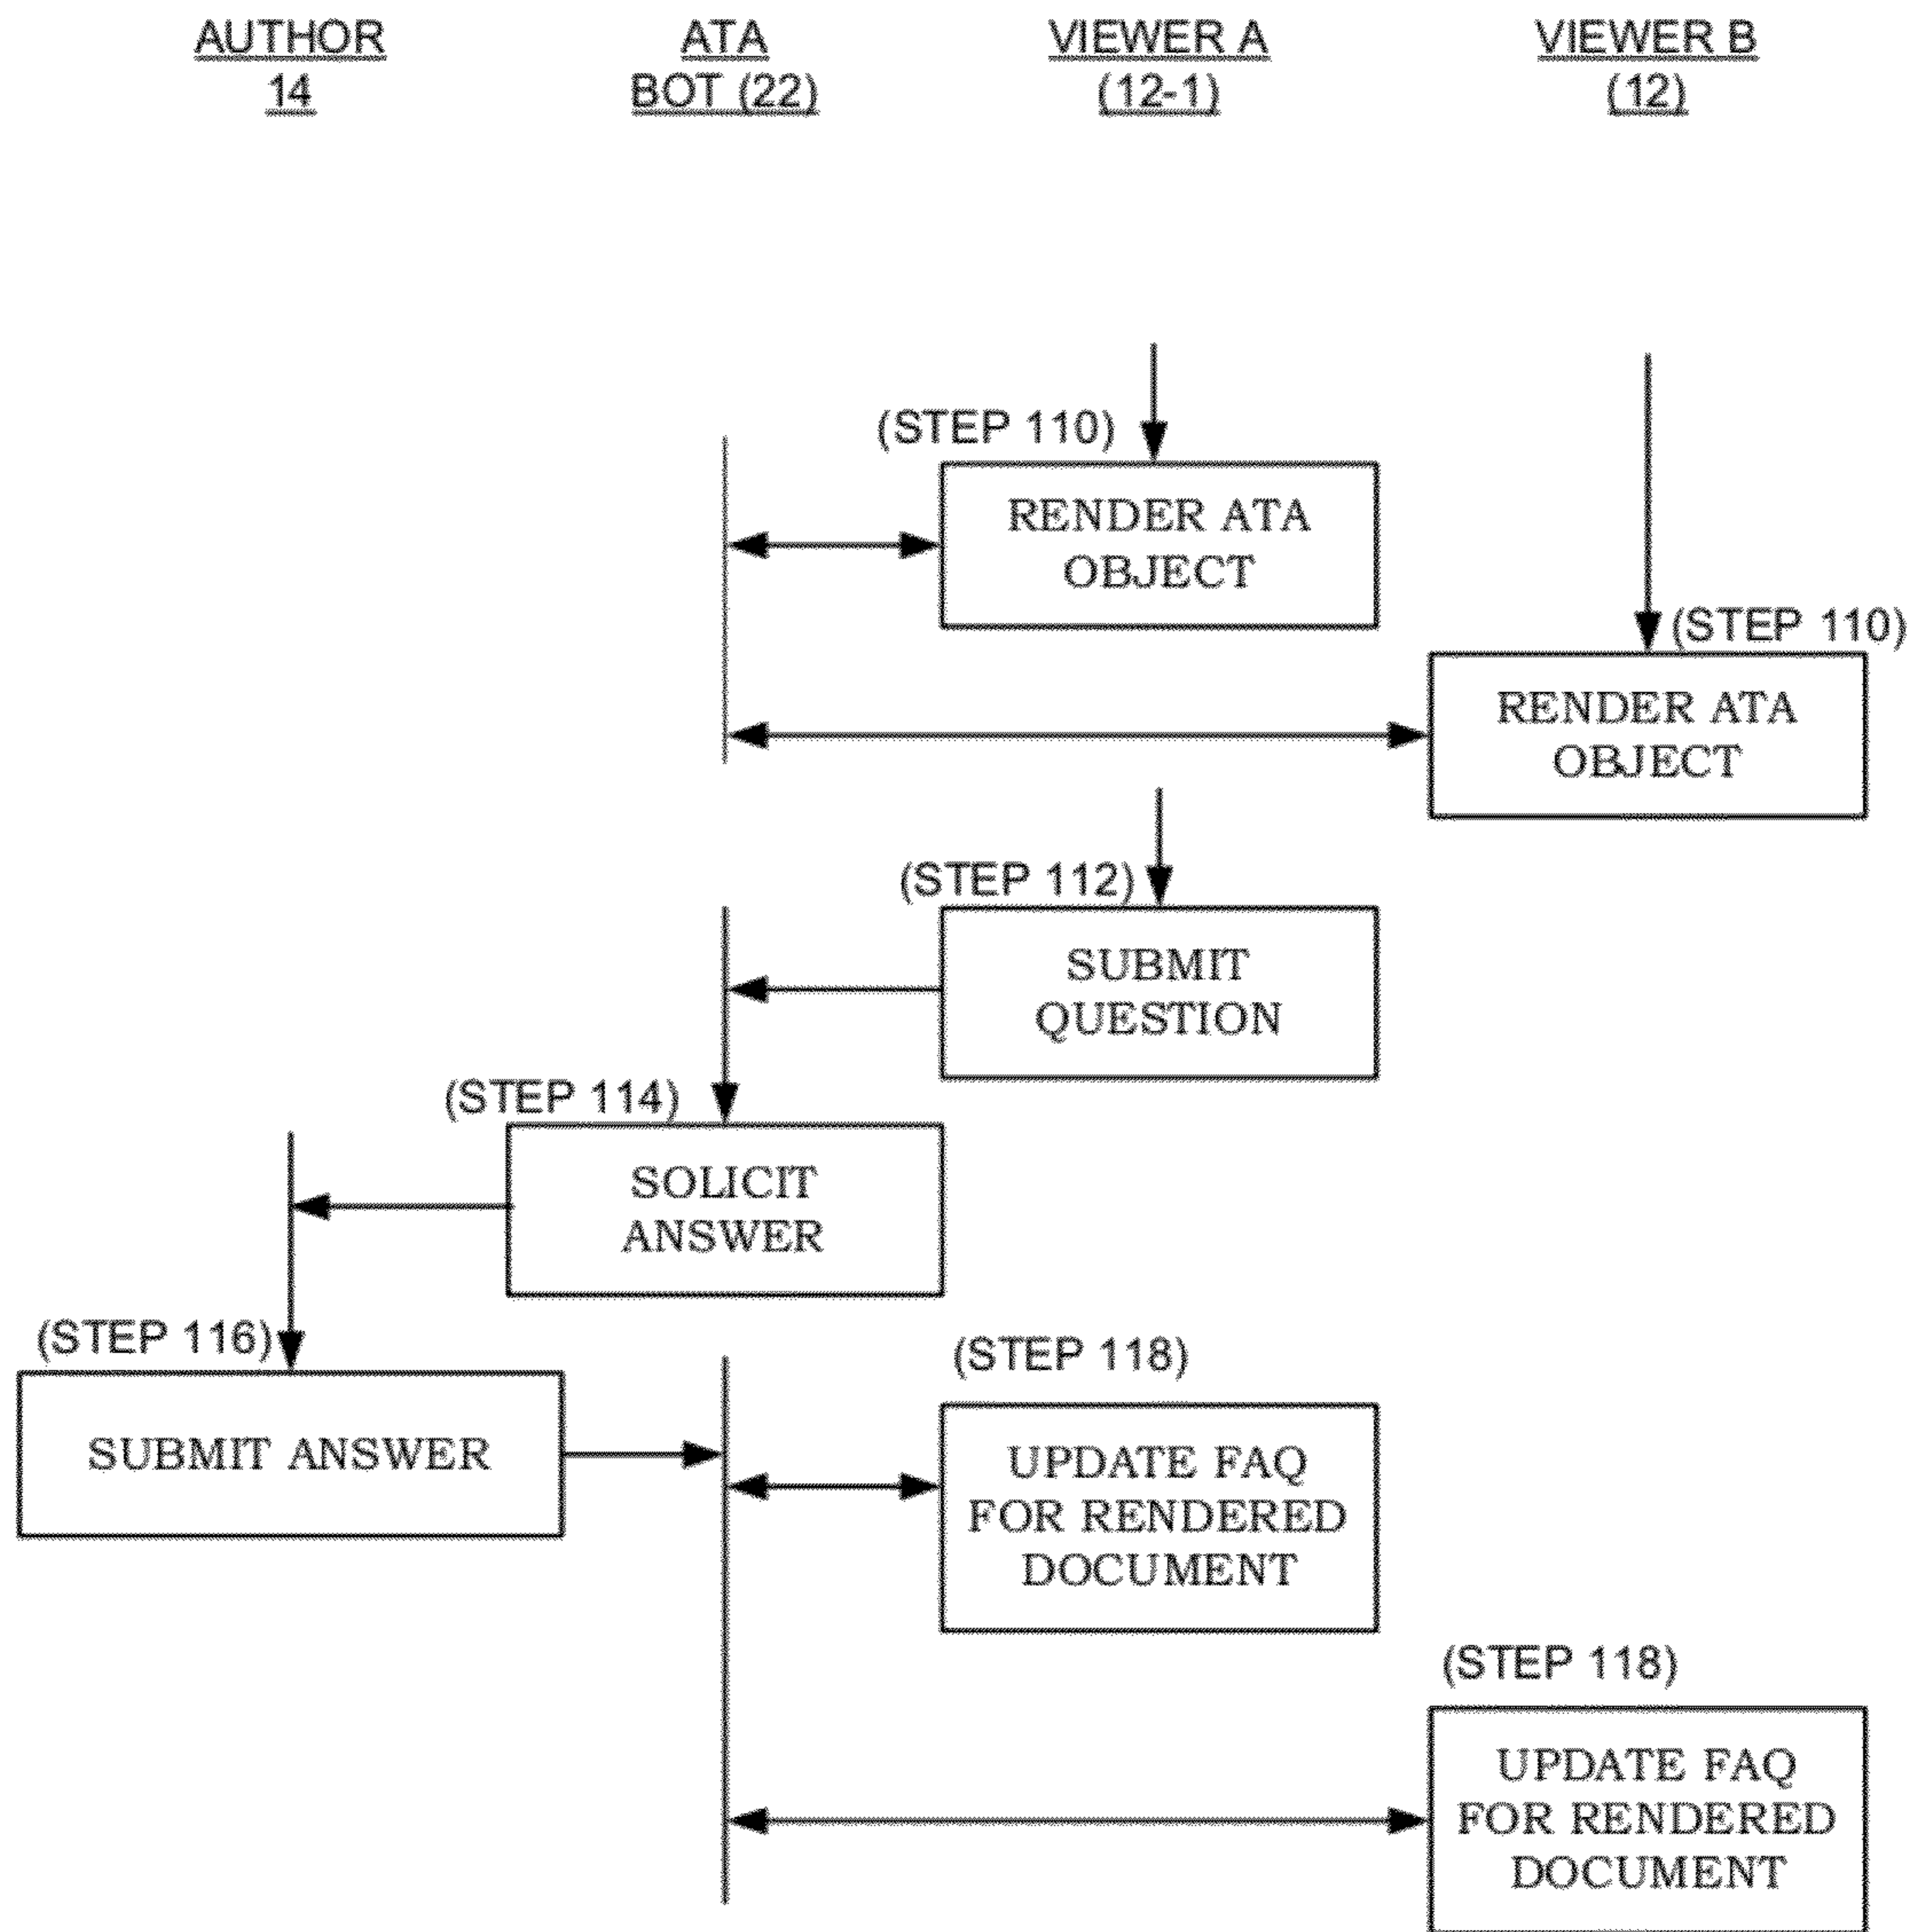 AUTHOR
14
ATA
BOT (22)
VIEWER A
(12-1)
VIEWER B
(12)
(STEP 110)
RENDER ATA
OBJECT
(STEP 110)
RENDER ATA
OBJECT
(STEP 112)
SUBMIT
QUESTION
(STEP 114)
SOLICIT
ANSWER
(STEP 116)
SUBMIT ANSWER
(STEP 118)
UPDATE FAQ
FOR RENDERED
DOCUMENT
(STEP 118)
UPDATE FAQ
FOR RENDERED
DOCUMENT